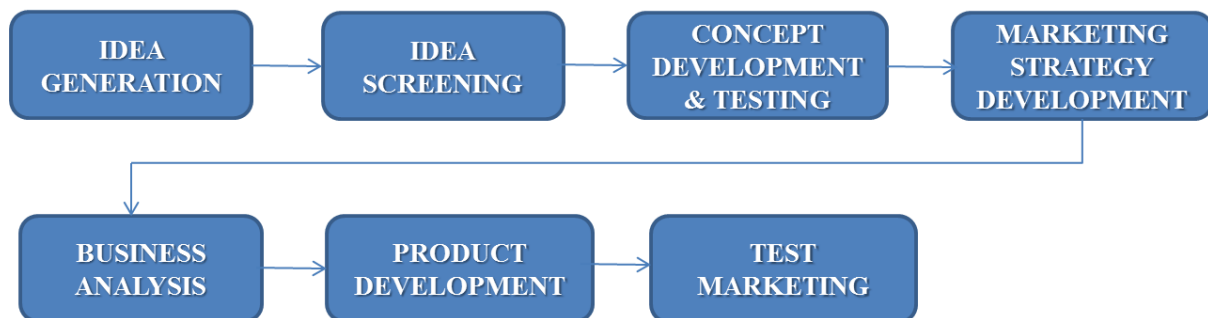 IDEA
GENERATION
IDEA
SCREENING
CONCEPT
DEVELOPMENT
& TESTING
MARKETING
STRATEGY
DEVELOPMENT
BUSINESS
ANALYSIS
PRODUCT
DEVELOPMENT
TEST
MARKETING